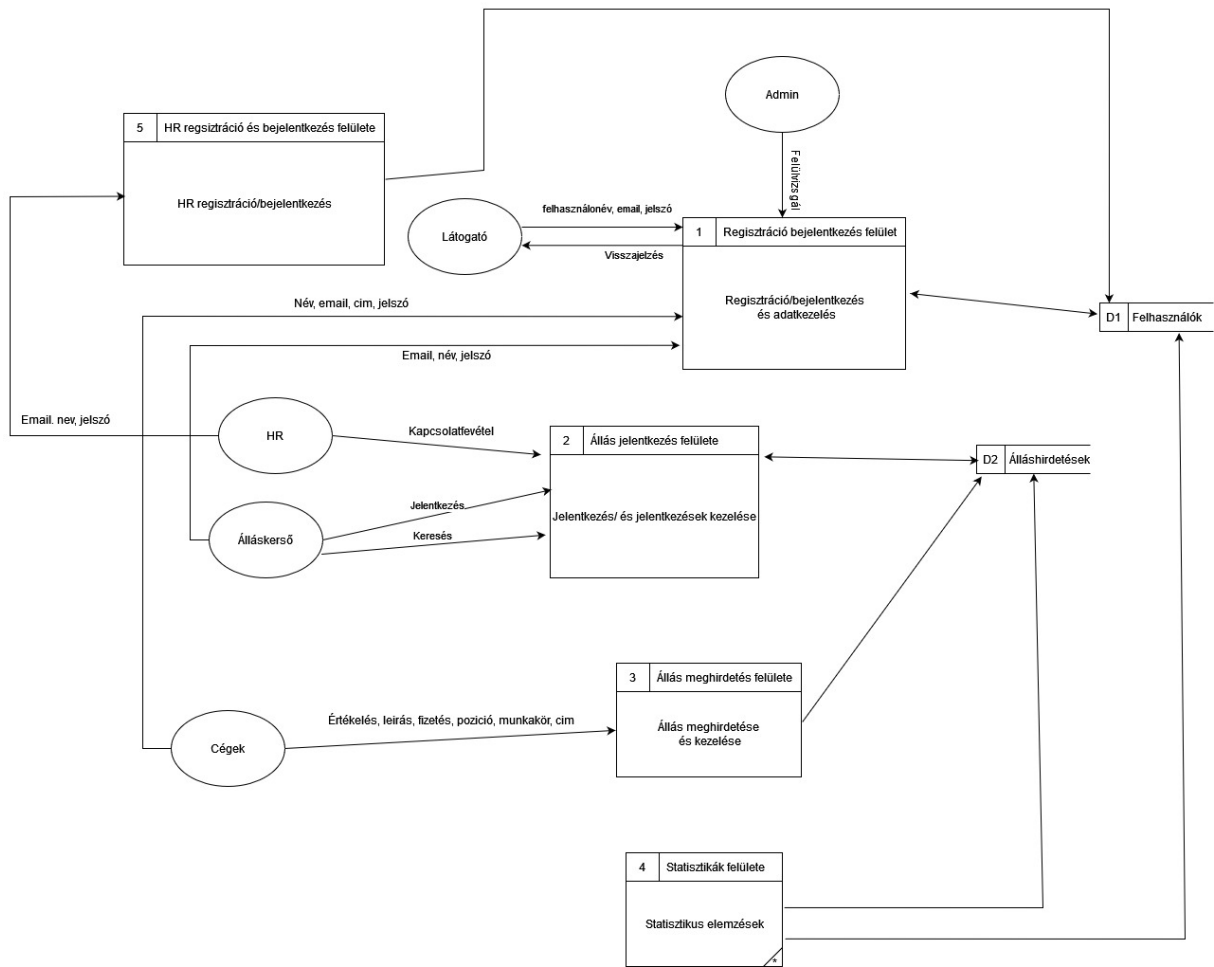 Admin
Felülvizsgál
5
HR regsiztráció és bejelentkezés felülete
HR regisztráció/bejelentkezés
felhasználonév, email, jelszó
Látogató
Visszajelzés
1
Regisztráció bejelentkezés felület
Regisztráció/bejelentkezés
és adatkezelés
D1
Felhasználók
Név, email, cim, jelszó
Email, név, jelszó
Email. nev, jelszó
HR
Kapcsolatfevétel
2
Állás jelentkezés felülete
Jelentkezés/ és jelentkezések kezelése
D2
Álláshirdetések
Jelentkezés
Álláskerső
Keresés
3
Állás meghirdetés felülete
Állás meghirdetése
és kezelése
Értékelés, leirás, fizetés, pozició, munkakör, cim
Cégek
4
Statisztikák felülete
Statisztikus elemzések
*